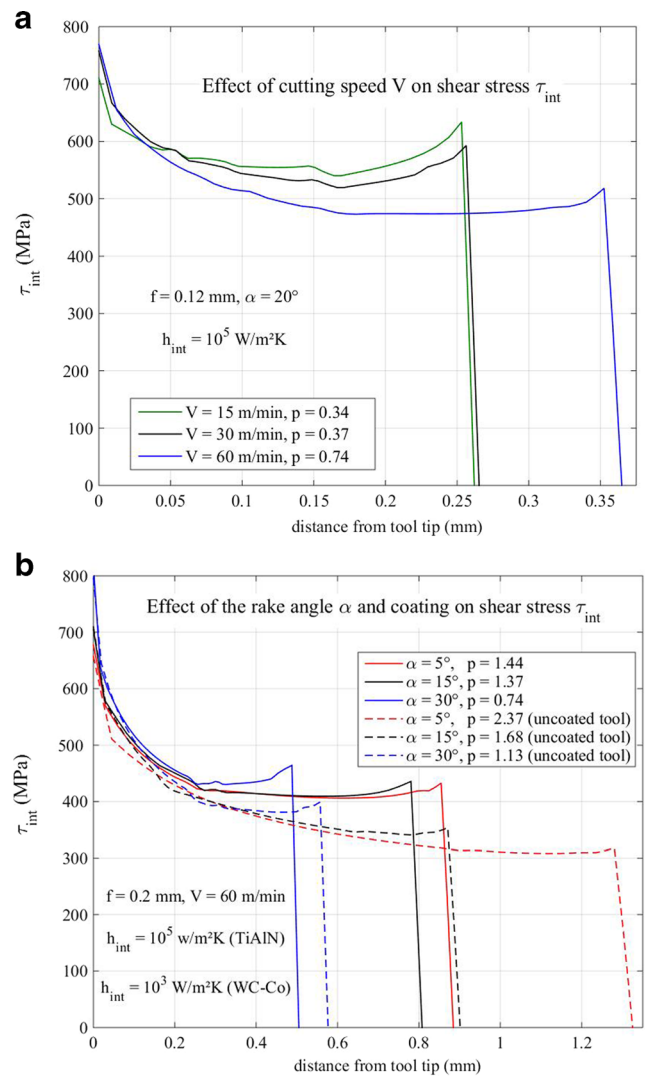 a
Effect of cutting speed V on shear stress τint
800
700
600
500
400
300
200
100
0
τint (MPa)
f = 0.12 mm, α = 20°
hint = 10⁵ W/m²K
V = 15 m/min, p = 0.34
V = 30 m/min, p = 0.37
V = 60 m/min, p = 0.74
0 0.05 0.1 0.15 0.2 0.25 0.3 0.35
distance from tool tip (mm)
b
Effect of the rake angle α and coating on shear stress τint
800
700
600
500
400
300
200
100
0
τint (MPa)
α = 5°, p = 1.44
α = 15°, p = 1.37
α = 30°, p = 0.74
α = 5°, p = 2.37 (uncoated tool)
α = 15°, p = 1.68 (uncoated tool)
α = 30°, p = 1.13 (uncoated tool)
f = 0.2 mm, V = 60 m/min
hint = 10⁵ w/m²K (TiAlN)
hint = 10³ W/m²K (WC-Co)
0 0.2 0.4 0.6 0.8 1 1.2
distance from tool tip (mm)